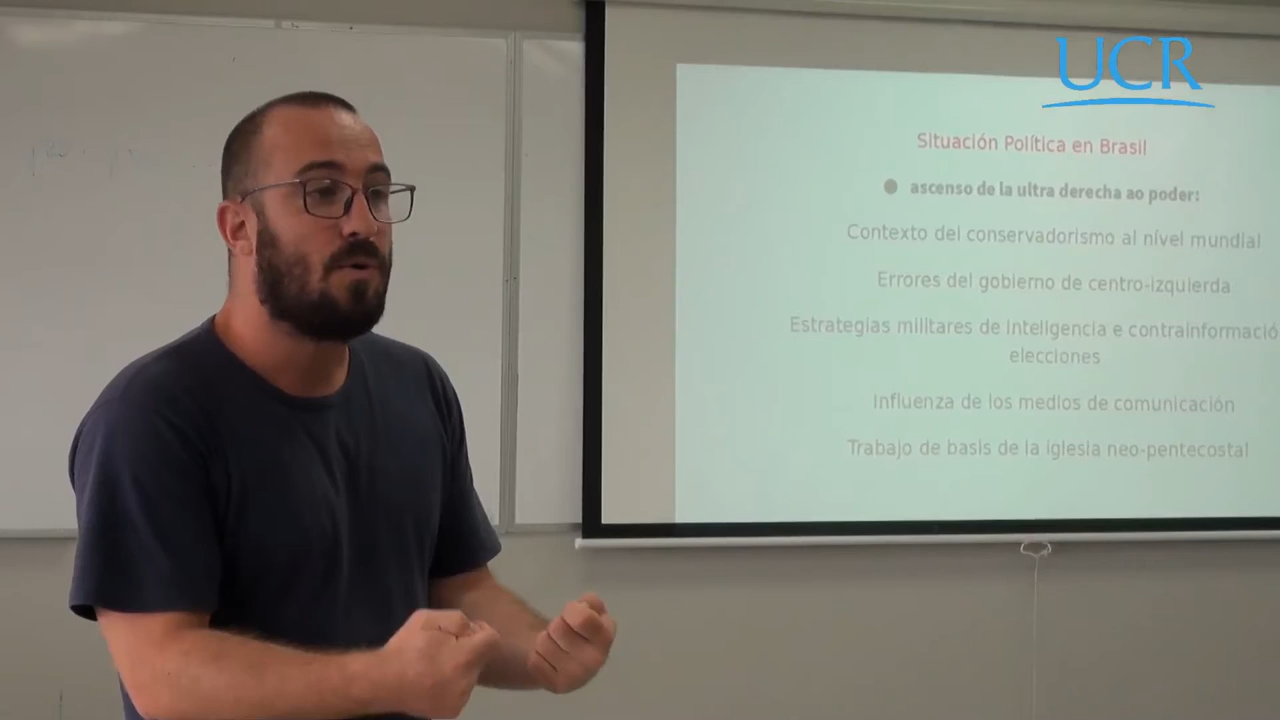 UCR
Situación Política en Brasil
● ascenso de la ultra derecha ao poder:
Contexto del conservadorismo al nível mundial
Errores del gobierno de centro-izquierda
Estrategias militares de inteligencia e contrainformació
elecciones
Influenza de los medios de comunicación
Trabajo de basis de la iglesia neo-pentecostal